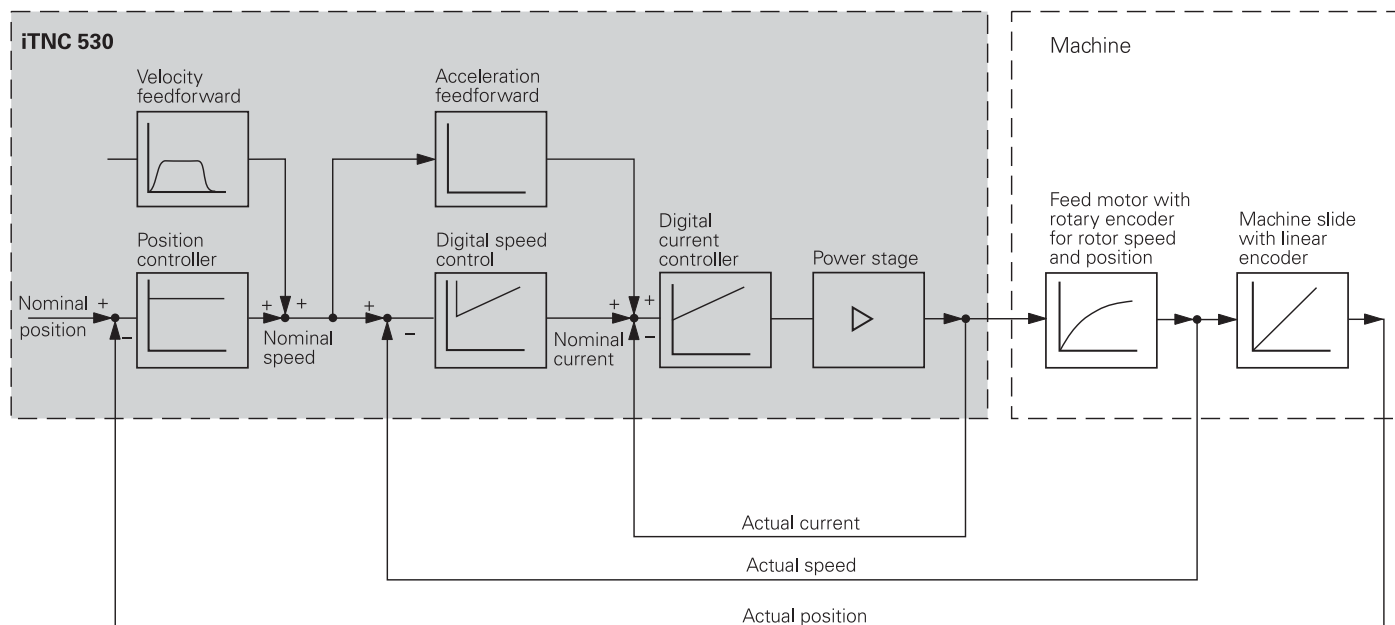 iTNC 530
Machine
Velocity
feedforward
Acceleration
feedforward
Position
controller
Digital speed
control
Digital
current
controller
Power stage
Feed motor with
rotary encoder
for rotor speed
and position
Machine slide
with linear
encoder
Nominal
position
+
–
+
+
Nominal
speed
+
–
Nominal
current
+
+
–
Actual current
Actual speed
Actual position